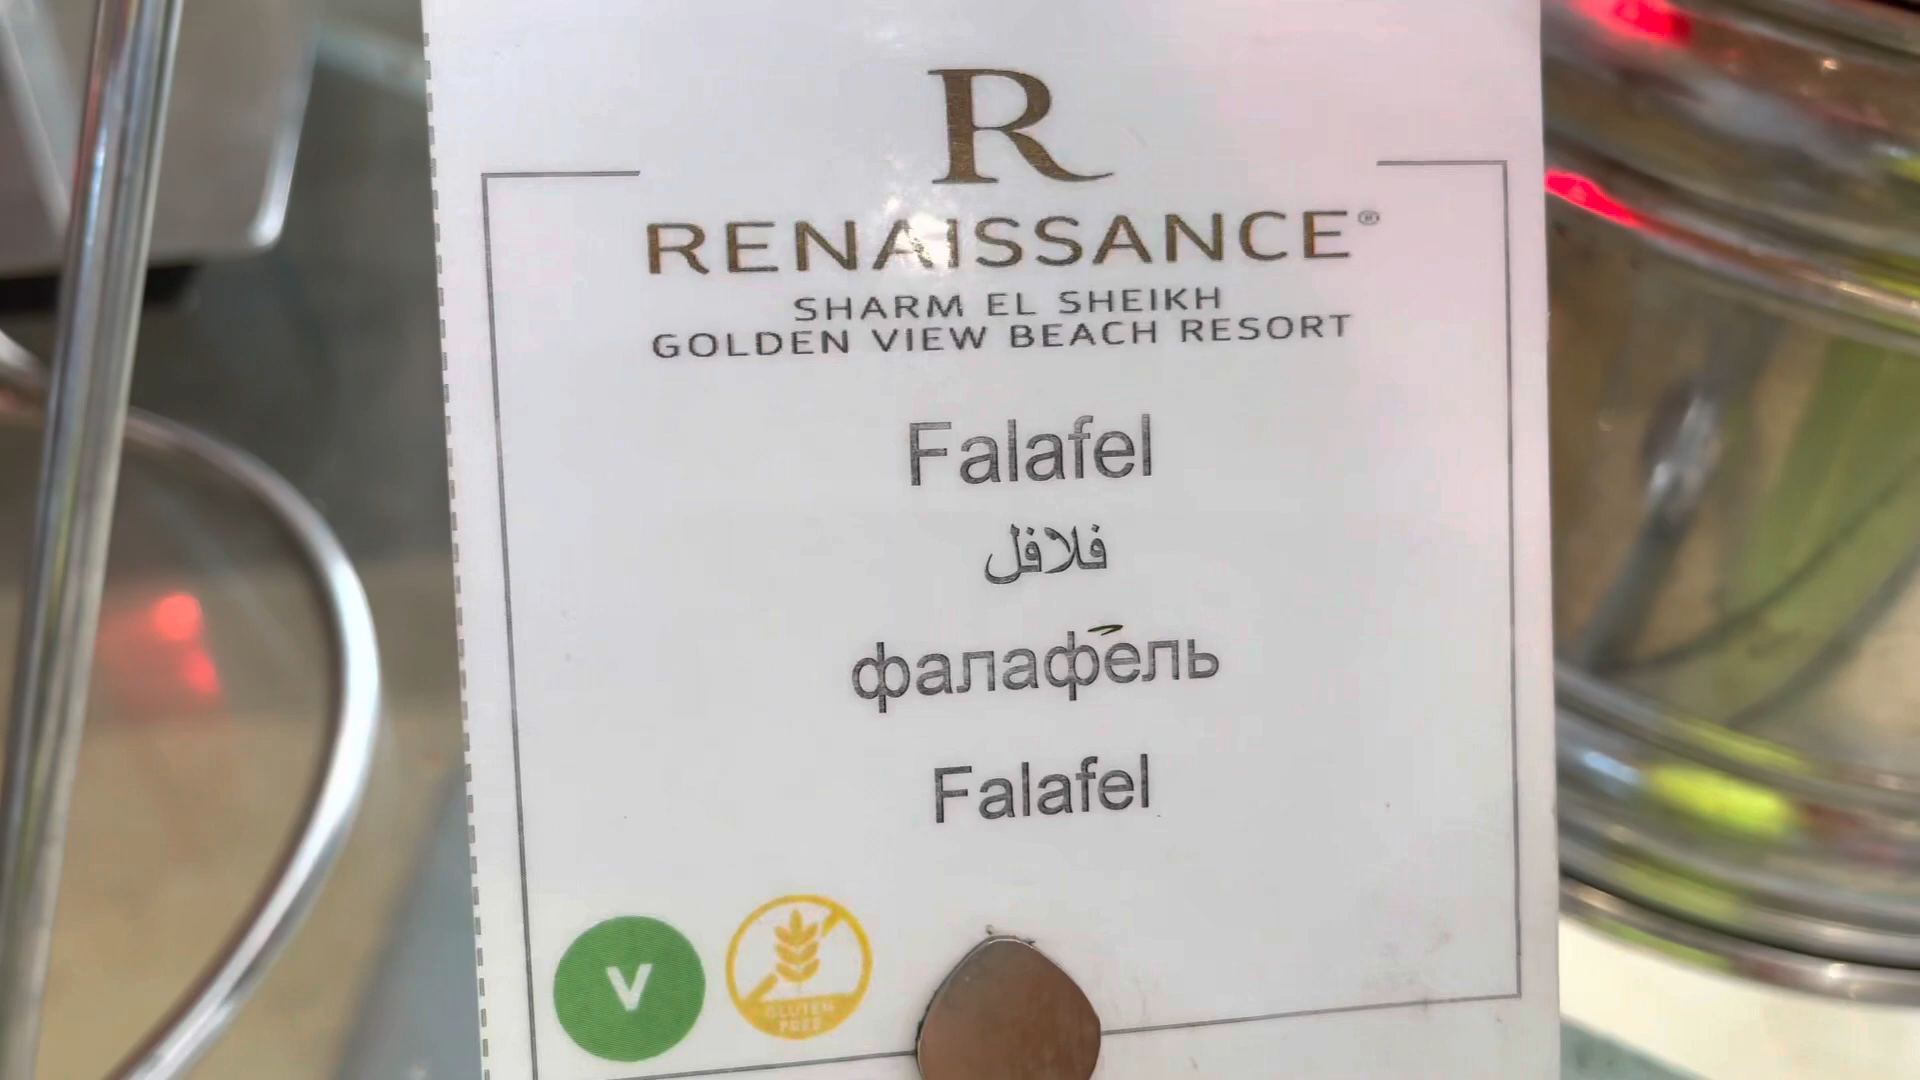 R
RENAISSANCE®
SHARM EL SHEIKH
GOLDEN VIEW BEACH RESORT
Falafel
فلافل
фалафель
Falafel
V
GLUTEN
FREE